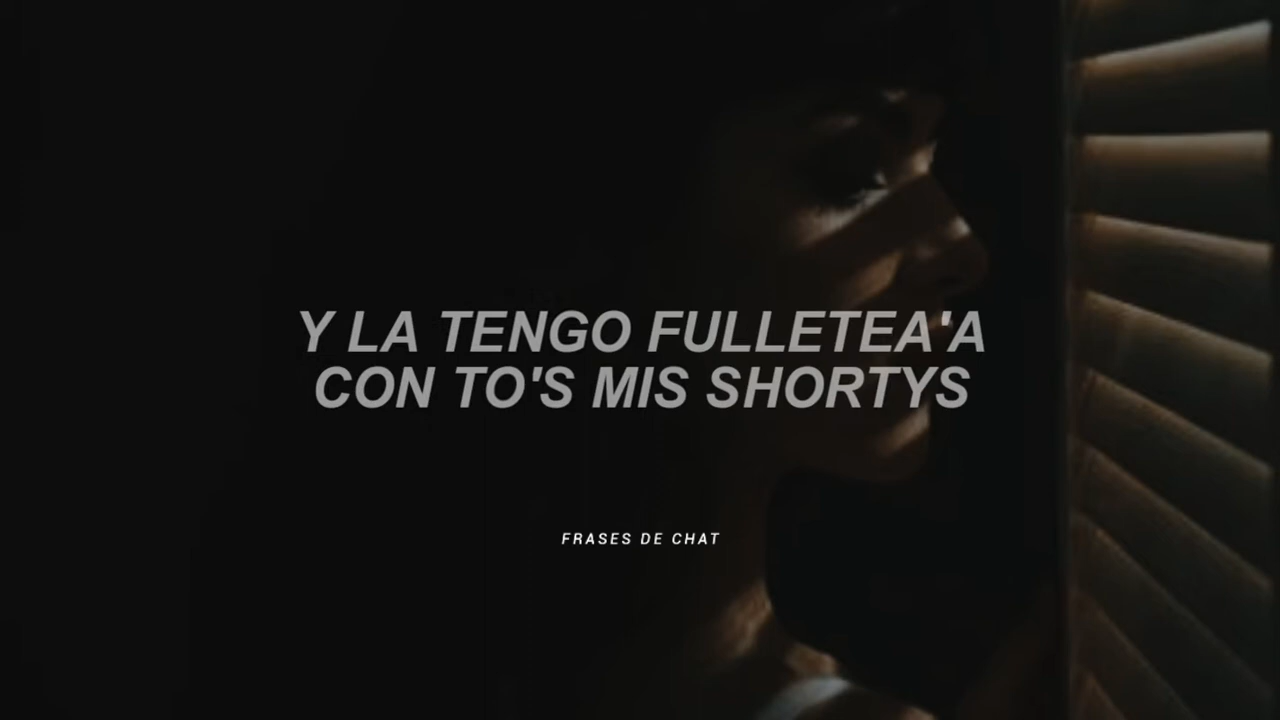 Y LA TENGO FULLETEA'A
CON TO'S MIS SHORTYS
FRASES DE CHAT